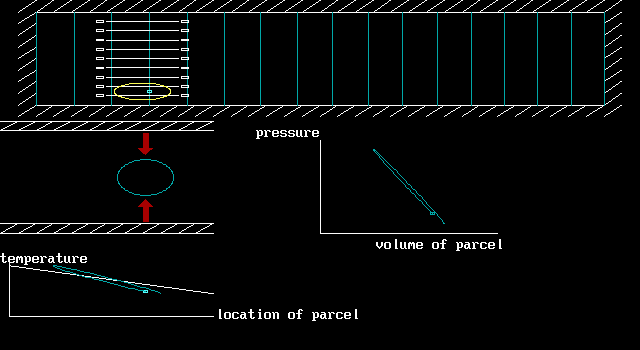 pressure
volume of parcel
temperature
location of parcel